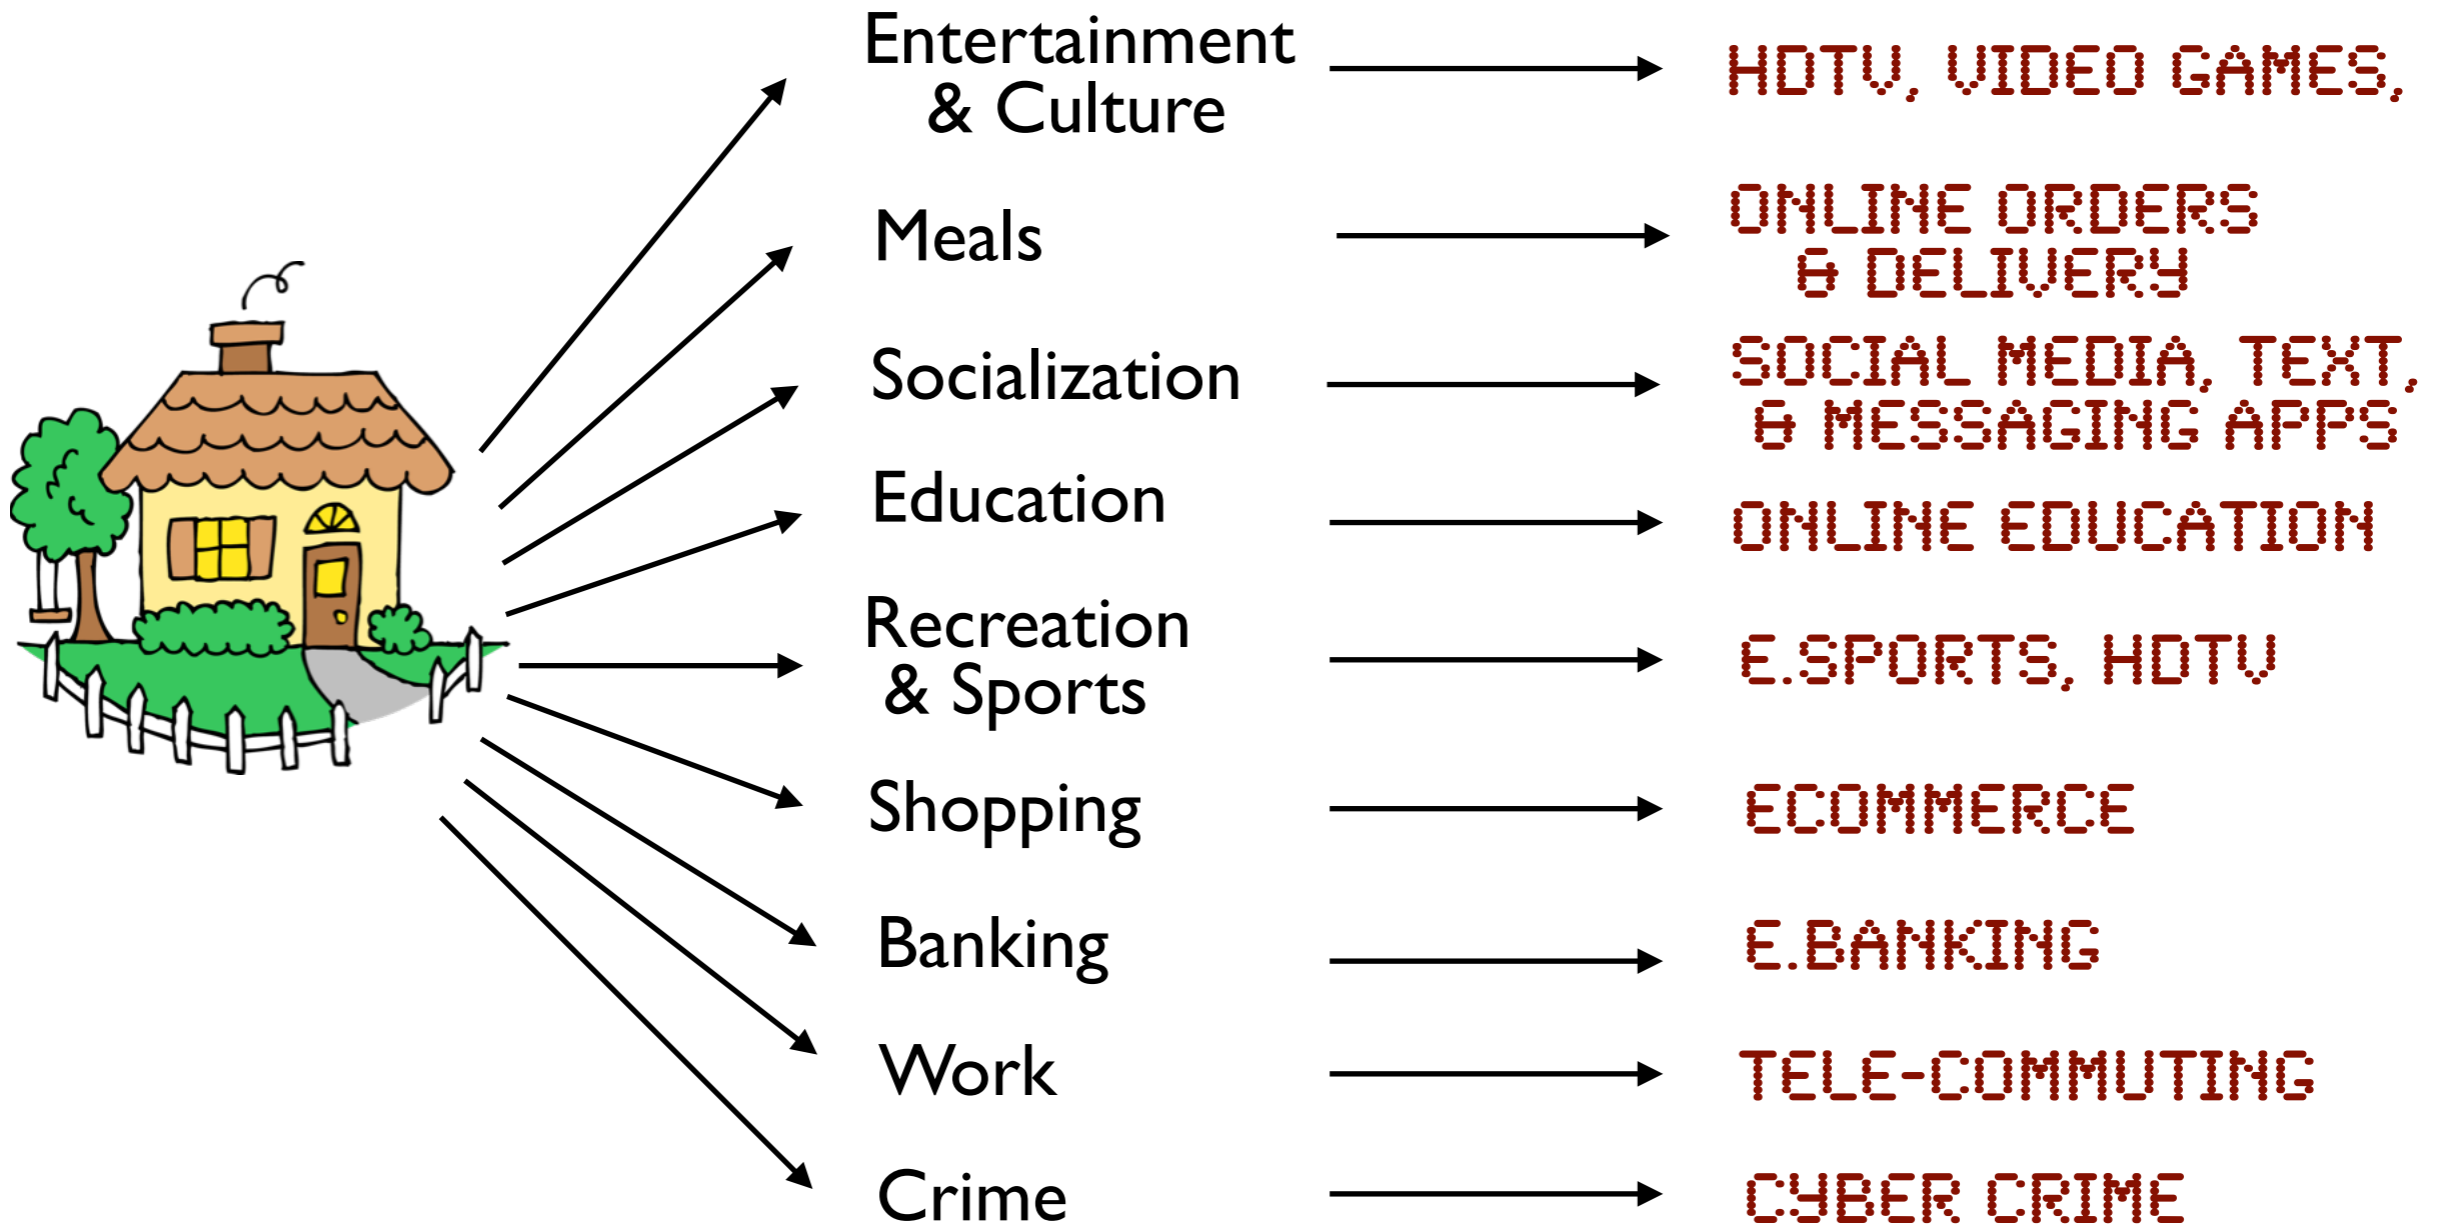 Entertainment
& Culture
HDTV, VIDEO GAMES,
Meals
ONLINE ORDERS
& DELIVERY
Socialization
SOCIAL MEDIA, TEXT,
& MESSAGING APPS
Education
ONLINE EDUCATION
Recreation
& Sports
E.SPORTS, HDTV
Shopping
ECOMMERCE
Banking
E.BANKING
Work
TELE-COMMUTING
Crime
CYBER CRIME